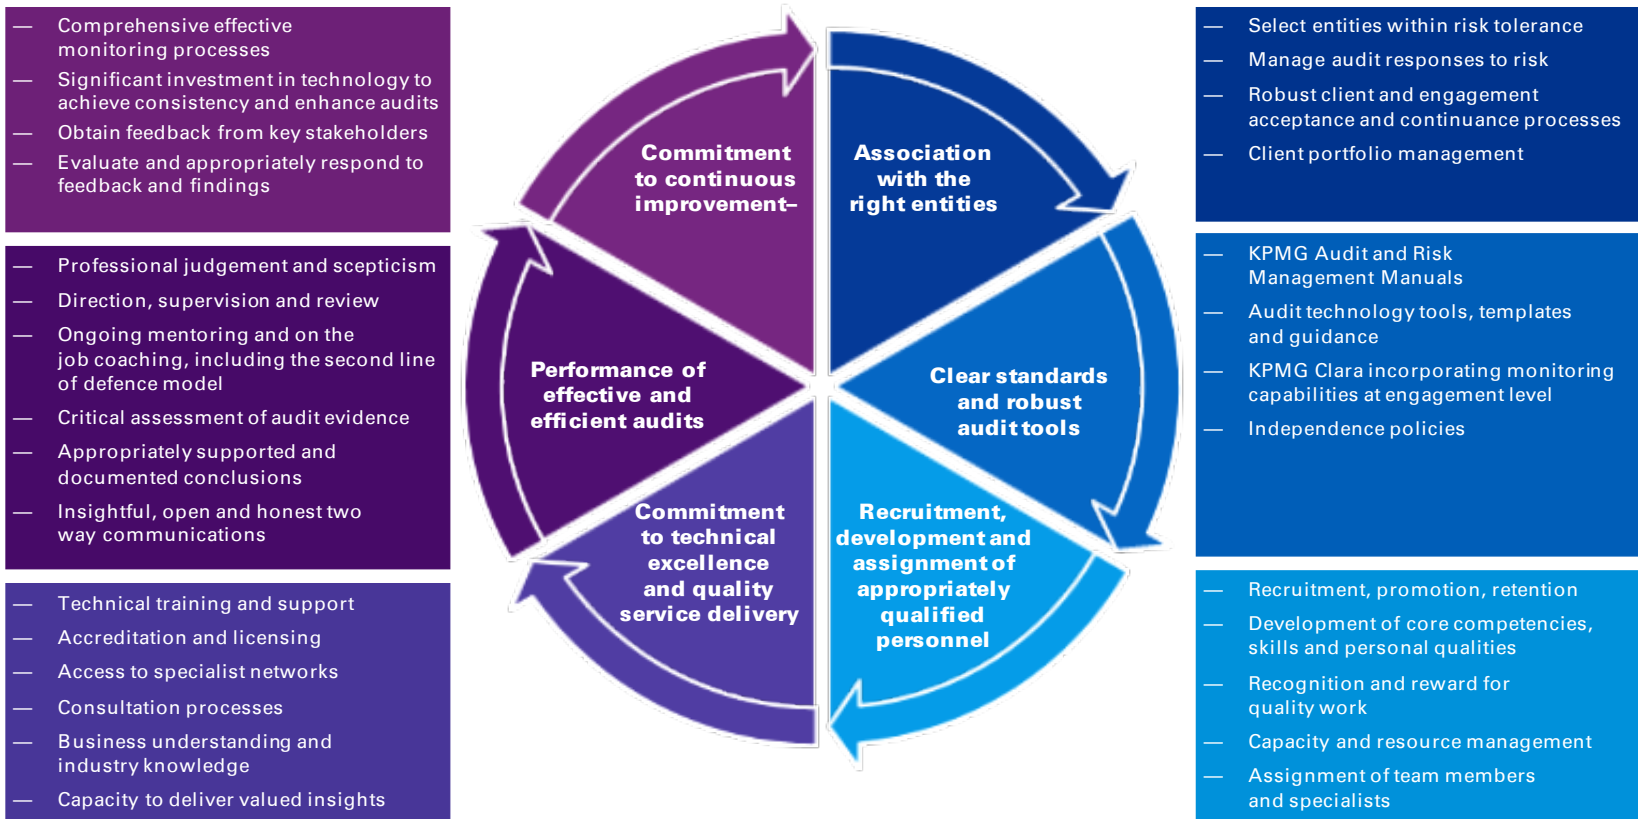 — Comprehensive effective
monitoring processes
— Significant investment in technology to
achieve consistency and enhance audits
— Obtain feedback from key stakeholders
— Evaluate and appropriately respond to
feedback and findings
— Professional judgement and scepticism
— Direction, supervision and review
— Ongoing mentoring and on the
job coaching, including the second line
of defence model
— Critical assessment of audit evidence
— Appropriately supported and
documented conclusions
— Insightful, open and honest two
way communications
— Technical training and support
— Accreditation and licensing
— Access to specialist networks
— Consultation processes
— Business understanding and
industry knowledge
— Capacity to deliver valued insights
Commitment
to continuous
improvement–
Association
with the
right entities
Performance of
effective and
efficient audits
Clear standards
and robust
audit tools
Commitment
to technical
excellence
and quality
service delivery
Recruitment,
development and
assignment of
appropriately
qualified
personnel
— Select entities within risk tolerance
— Manage audit responses to risk
— Robust client and engagement
acceptance and continuance processes
— Client portfolio management
— KPMG Audit and Risk
Management Manuals
— Audit technology tools, templates
and guidance
— KPMG Clara incorporating monitoring
capabilities at engagement level
— Independence policies
— Recruitment, promotion, retention
— Development of core competencies,
skills and personal qualities
— Recognition and reward for
quality work
— Capacity and resource management
— Assignment of team members
and specialists